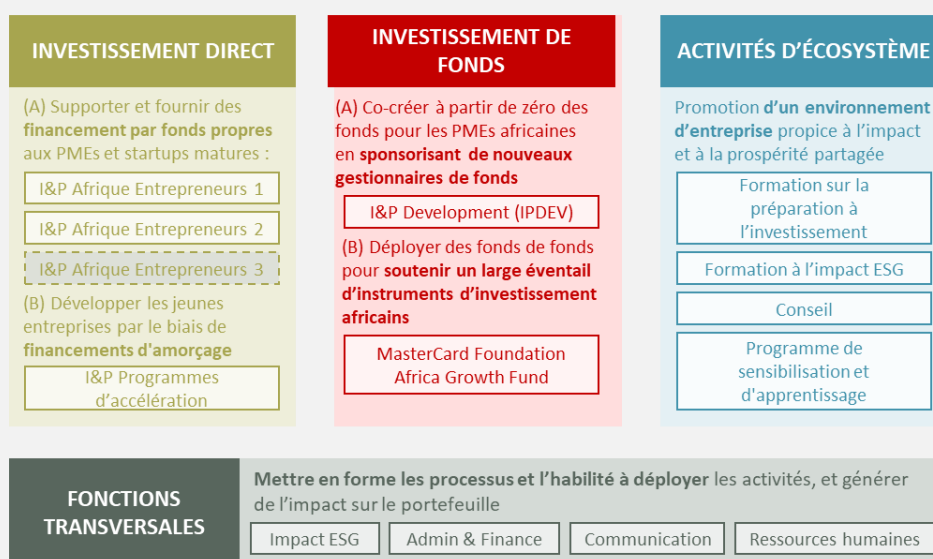 INVESTISSEMENT DIRECT
(A) Supporter et fournir des
financement par fonds propres
aux PMEs et startups matures :
I&P Afrique Entrepreneurs 1
I&P Afrique Entrepreneurs 2
I&P Afrique Entrepreneurs 3
(B) Développer les jeunes
entreprises par le biais de
financements d'amorçage
I&P Programmes
d’accélération
INVESTISSEMENT DE
FONDS
(A) Co-créer à partir de zéro des
fonds pour les PMEs africaines
en sponsorisant de nouveaux
gestionnaires de fonds
I&P Development (IPDEV)
(B) Déployer des fonds de fonds
pour soutenir un large éventail
d’instruments d’investissement
africains
MasterCard Foundation
Africa Growth Fund
ACTIVITÉS D’ÉCOSYSTÈME
Promotion d’un environnement
d’entreprise propice à l’impact
et à la prospérité partagée
Formation sur la
préparation à
l’investissement
Formation à l’impact ESG
Conseil
Programme de
sensibilisation et
d'apprentissage
FONCTIONS
TRANSVERSALES
Mettre en forme les processus et l’habilité à déployer les activités, et générer
de l’impact sur le portefeuille
Impact ESG
Admin & Finance
Communication
Ressources humaines